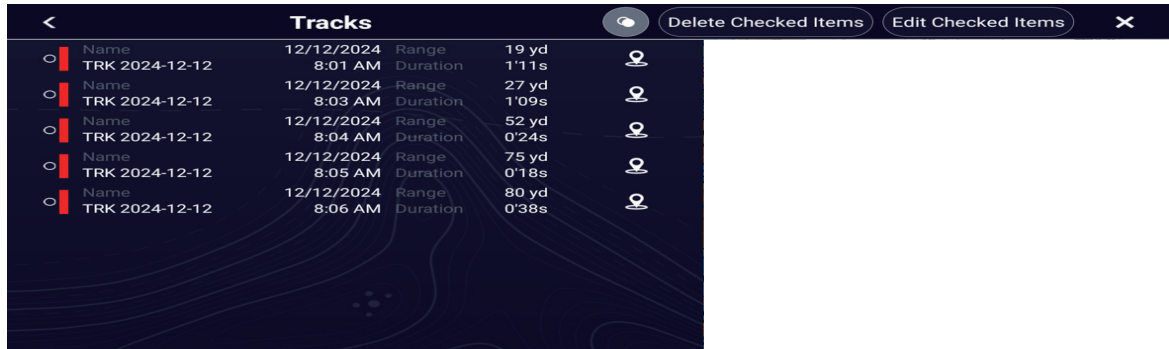 Tracks Delete Checked Items Edit Checked Items
Name 12/12/2024 Range 19 yd
TRK 2024-12-12 8:01 AM Duration 1'11s
Name 12/12/2024 Range 27 yd
TRK 2024-12-12 8:03 AM Duration 1'09s
Name 12/12/2024 Range 52 yd
TRK 2024-12-12 8:04 AM Duration 0'24s
Name 12/12/2024 Range 75 yd
TRK 2024-12-12 8:05 AM Duration 0'18s
Name 12/12/2024 Range 80 yd
TRK 2024-12-12 8:06 AM Duration 0'38s